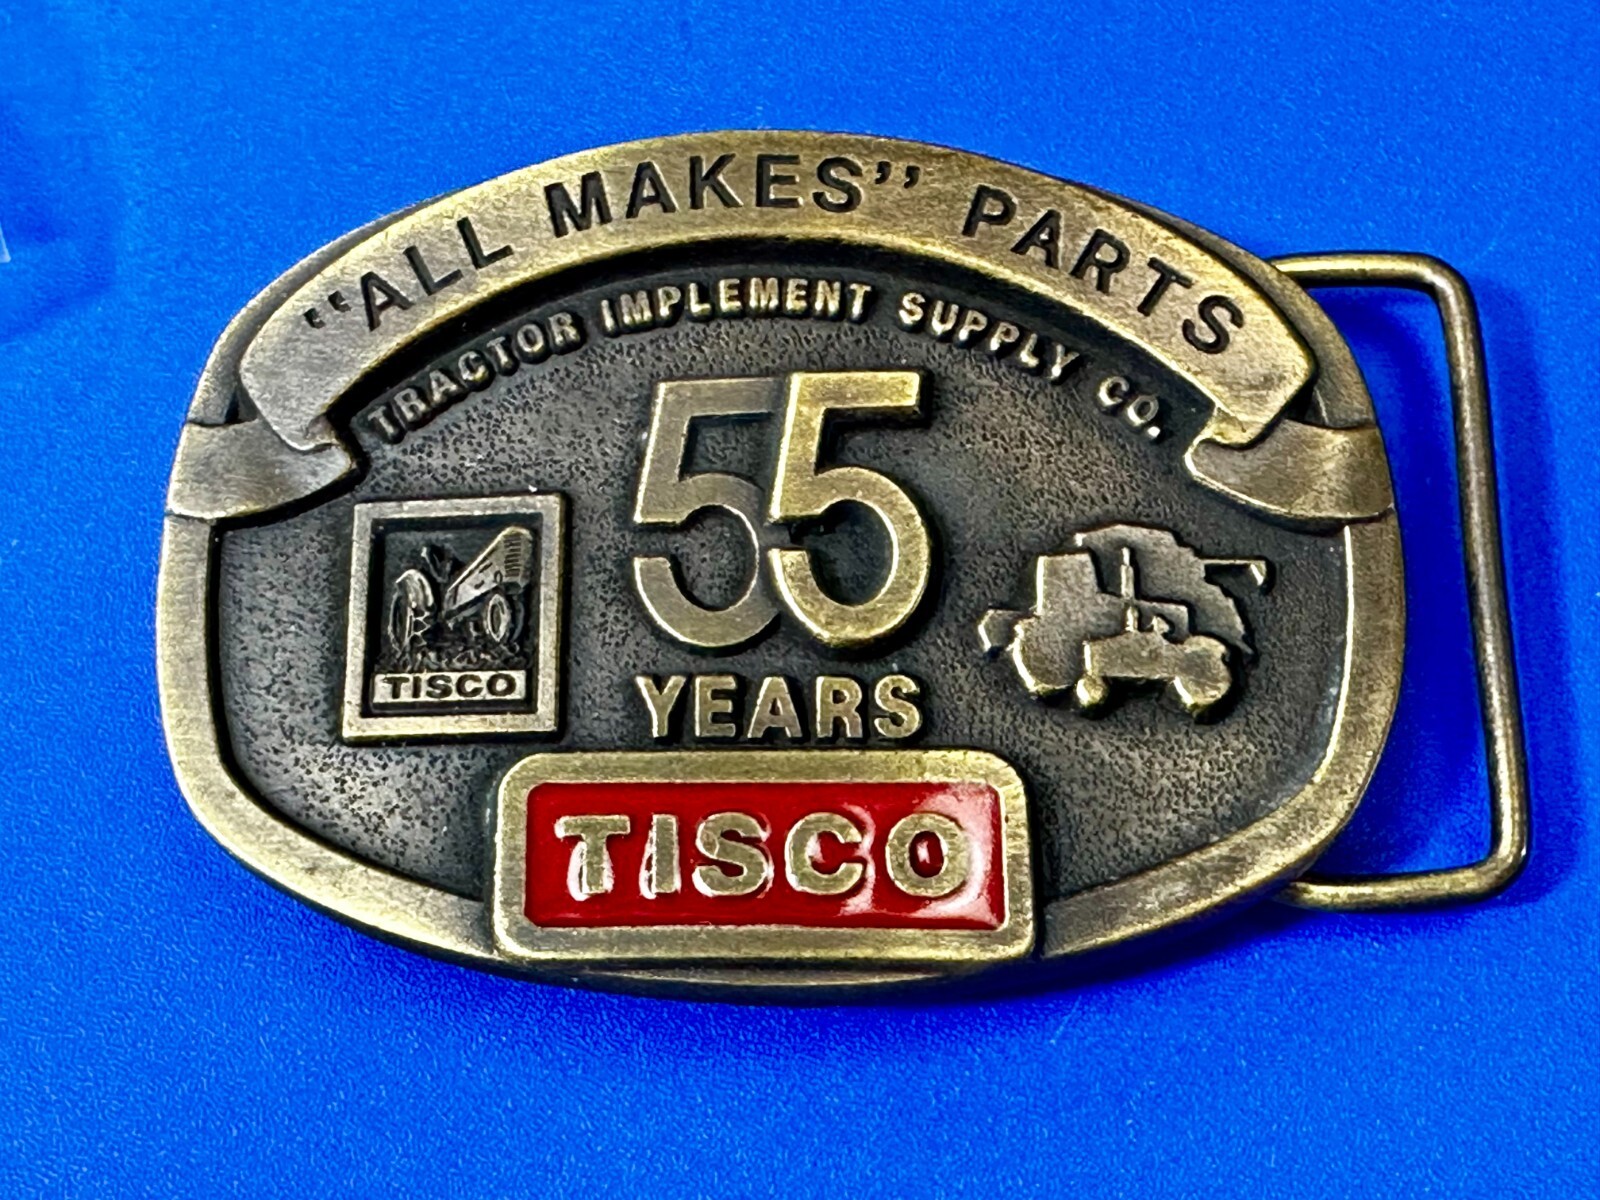 “ALL MAKES” PARTS
TRACTOR IMPLEMENT SUPPLY CO.
55
YEARS
TISCO
TISCO